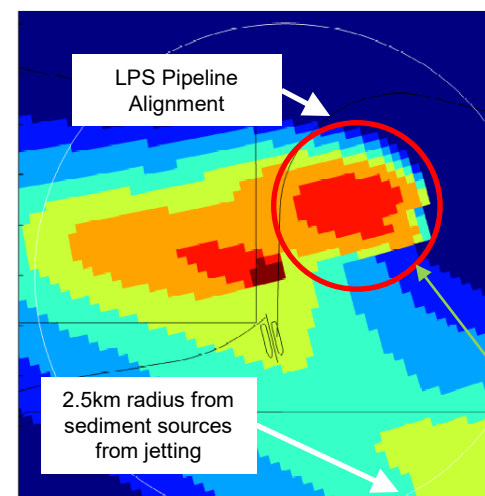 LPS Pipeline
Alignment
2.5km radius from
sediment sources
from jetting